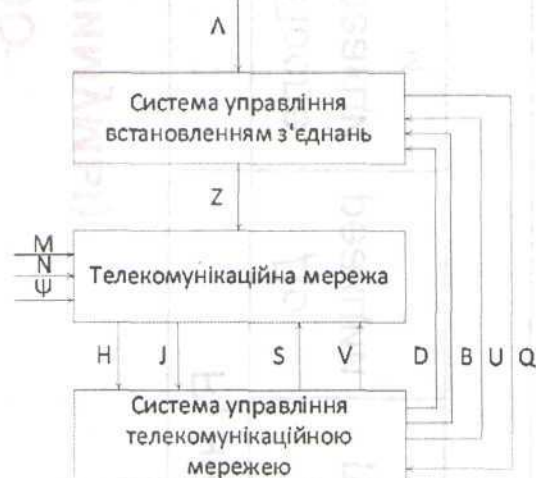 Λ
Система управління
встановленням з'єднань
Z
M
N
Ψ
Телекомунікаційна мережа
H J S V D B U Q
Система управління
телекомунікаційною
мережею